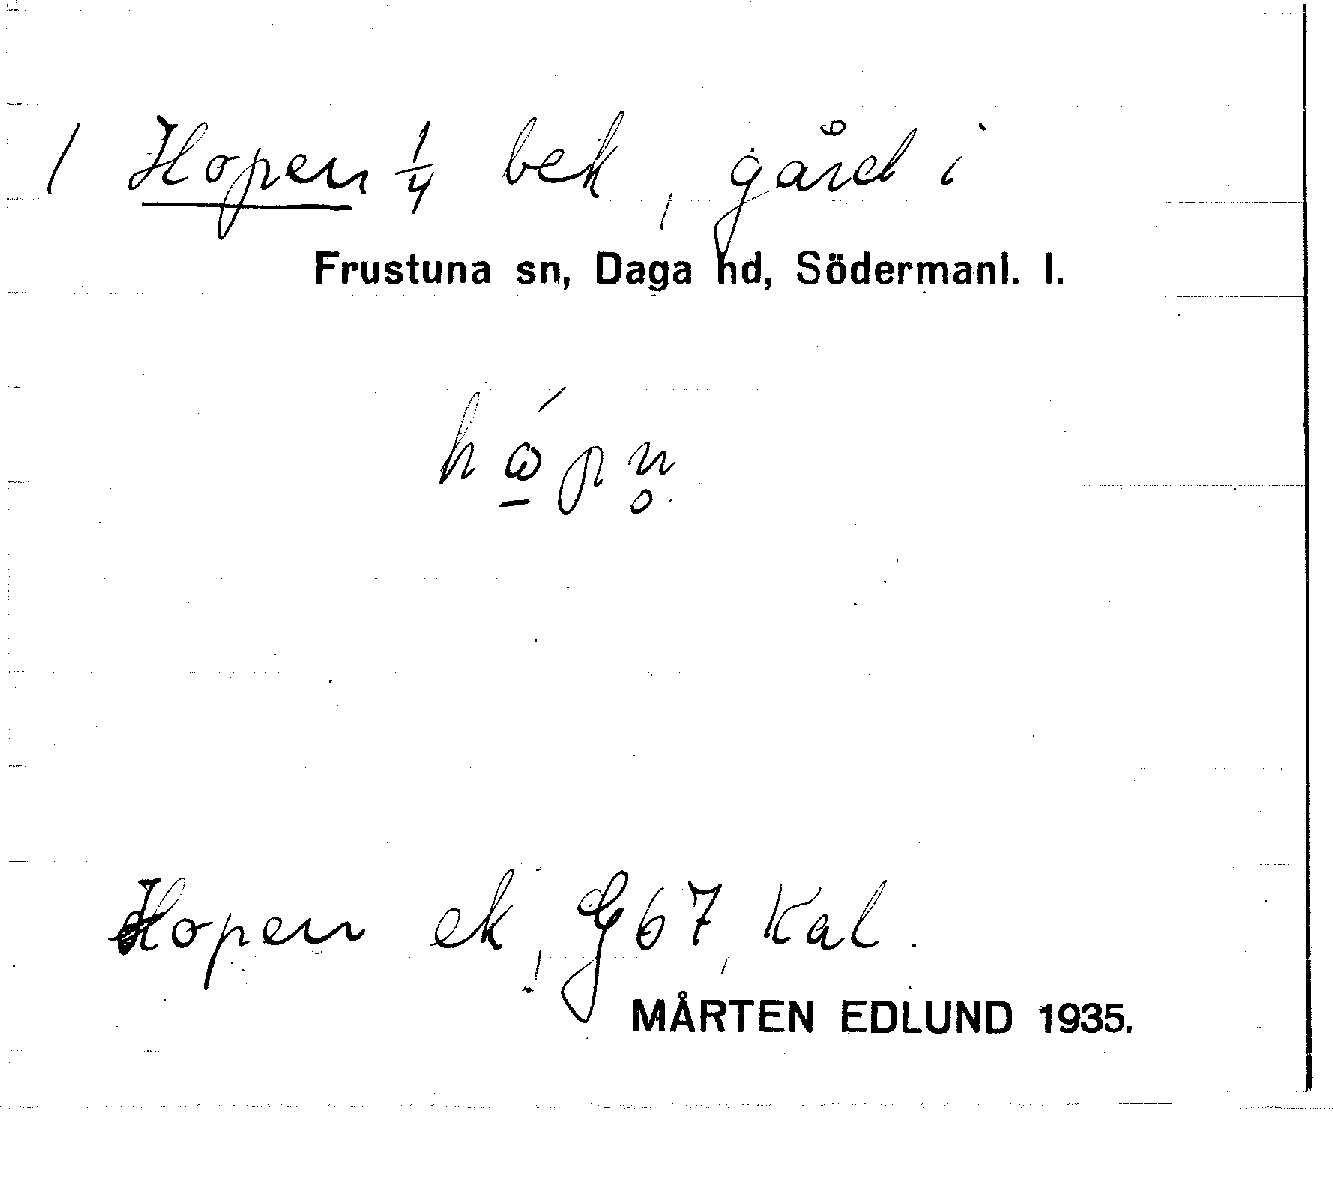 1 Hopen 1/4 bek, gård i
Frustuna sn, Daga hd, Södermanl. l.
Hopen ek, G67, Kal.
MÅRTEN EDLUND 1935.